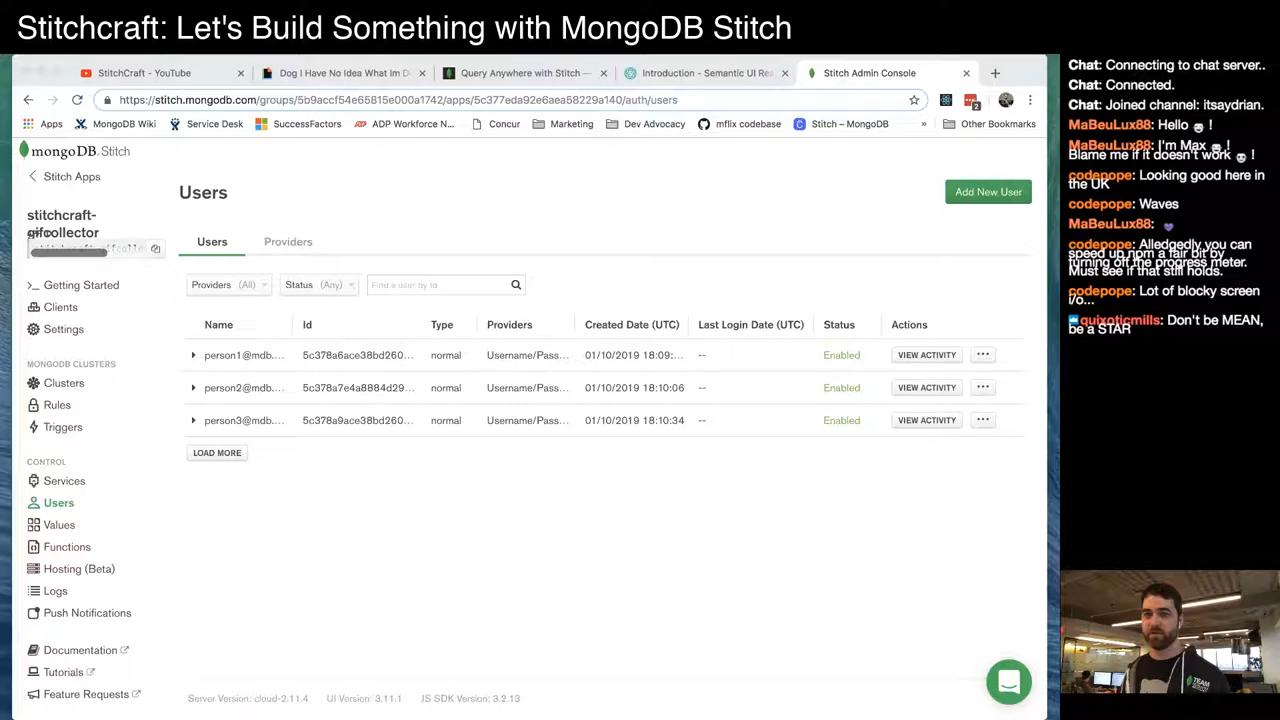 Stitchcraft: Let's Build Something with MongoDB Stitch
StitchCraft - YouTube
Dog I Have No Idea What Im D
Query Anywhere with Stitch —
Introduction - Semantic UI Rea
Stitch Admin Console
https://stitch.mongodb.com/groups/5b9accf54e65815e000a1742/apps/5c377eda92e6aea58229a140/auth/users
2
Apps
MongoDB Wiki
Service Desk
SuccessFactors
ADP Workforce N...
Concur
Dev Advocacy
mflix codebase
Stitch – MongoDB
»
Other Bookmarks
mongoDB. Stitch
Stitch Apps
stitchcraft-
gifcollector
Getting Started
Clients
Settings
MONGODB CLUSTERS
Clusters
Rules
Triggers
CONTROL
Services
Users
Values
Functions
Hosting (Beta)
Logs
Push Notifications
Documentation
Tutorials
Feature Requests
Users
Add New User
Users
Providers
Providers (All)
Status (Any)
Find a user by id
Name Id Type Providers Created Date (UTC) Last Login Date (UTC) Status Actions
person1@mdb.... 5c378a6ace38bd260... normal Username/Pass... 01/10/2019 18:09:... -- Enabled VIEW ACTIVITY ...
person2@mdb.... 5c378a7e4a8884d29... normal Username/Pass... 01/10/2019 18:10:06 -- Enabled VIEW ACTIVITY ...
person3@mdb.... 5c378a9ace38bd260... normal Username/Pass... 01/10/2019 18:10:34 -- Enabled VIEW ACTIVITY ...
LOAD MORE
Server Version: cloud-2.11.4
UI Version: 3.11.1
JS SDK Version: 3.2.13
Chat: Connecting to chat server..
Chat: Connected.
Chat: Joined channel: itsaydrian.
MaBeuLux88: Hello !
MaBeuLux88: I'm Max !
Blame me if it doesn't work !
codepope: Looking good here in
the UK
codepope: Waves
MaBeuLux88:
codepope: Alledgedly you can
speed up npm a fair bit by
turning off the progress meter.
Must see if that still holds.
codepope: Lot of blocky screen
i/o...
quixoticmills: Don't be MEAN,
be a STAR
TEAM